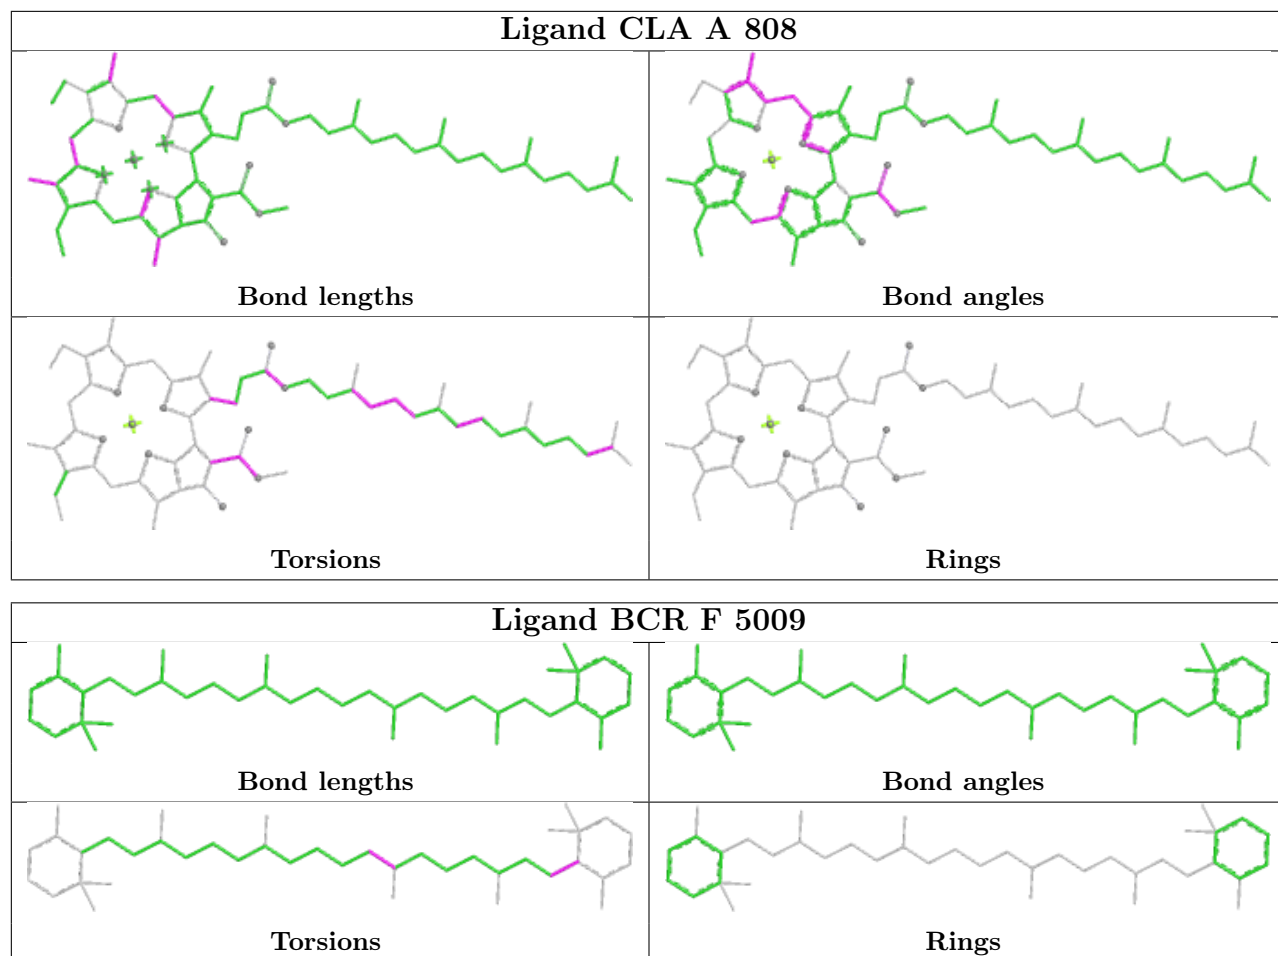 Ligand CLA A 808
Bond lengths
Bond angles
Torsions
Rings
Ligand BCR F 5009
Bond lengths
Bond angles
Torsions
Rings